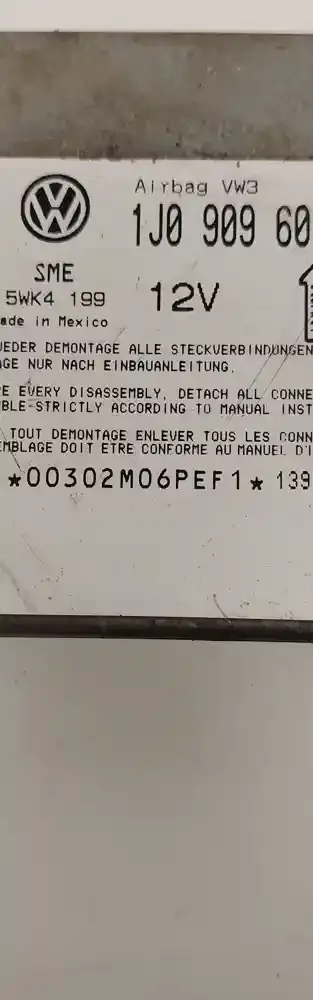 Airbag VW3
1J0 909 60
SME
5WK4 199
12V
ade in Mexico
DEMONTAGE ALLE STECKVERBINDUNGEN
GE NUR NACH EINBAUANLEITUNG.
E EVERY DISASSEMBLY, DETACH ALL CONNE
BLE-STRICTLY ACCORDING TO MANUAL INST
TOUT DEMONTAGE ENLEVER TOUS LES CONN
EMBLAGE DOIT ETRE CONFORME AU MANUEL D'I
*00302M06PEF1* 139